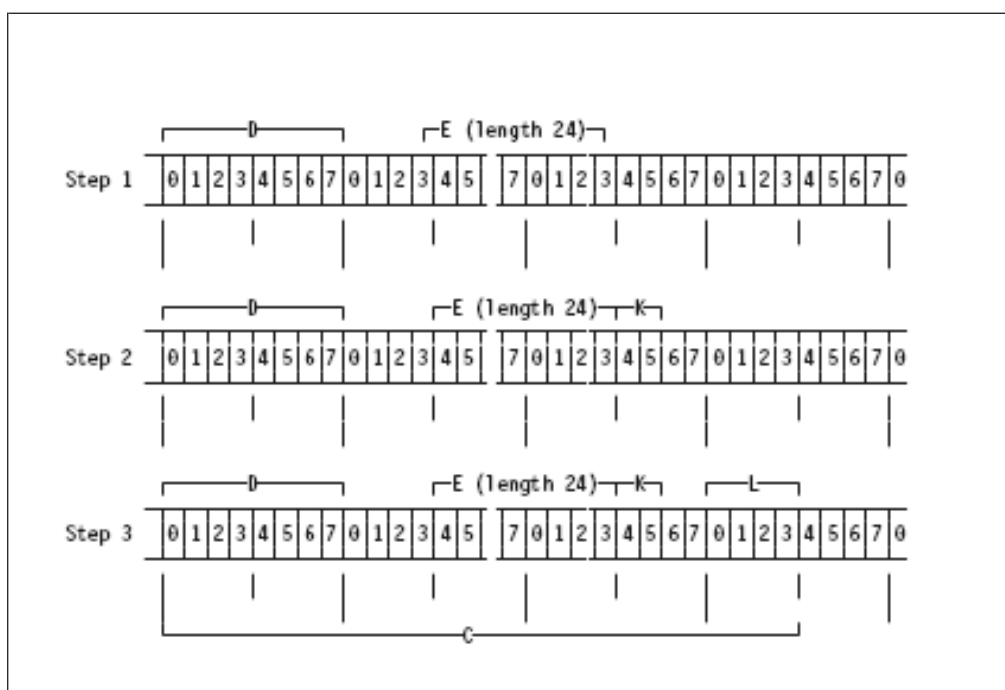 D E (length 24)
Step 1 0 1 2 3 4 5 6 7 0 1 2 3 4 5 7 0 1 2 3 4 5 6 7 0 1 2 3 4 5 6 7 0
D E (length 24) K
Step 2 0 1 2 3 4 5 6 7 0 1 2 3 4 5 7 0 1 2 3 4 5 6 7 0 1 2 3 4 5 6 7 0
D E (length 24) K L
Step 3 0 1 2 3 4 5 6 7 0 1 2 3 4 5 7 0 1 2 3 4 5 6 7 0 1 2 3 4 5 6 7 0
C